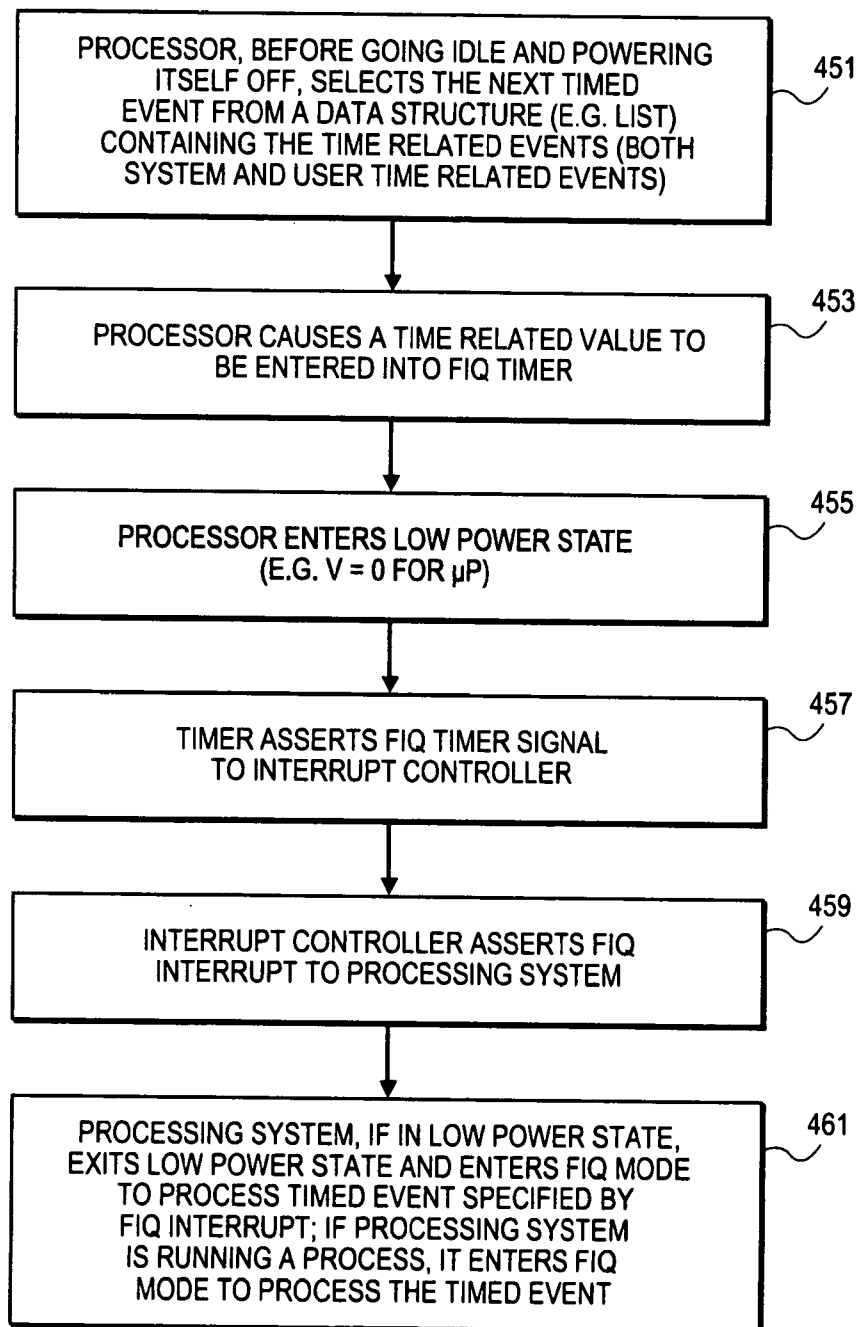 PROCESSOR, BEFORE GOING IDLE AND POWERING
ITSELF OFF, SELECTS THE NEXT TIMED
EVENT FROM A DATA STRUCTURE (E.G. LIST)
CONTAINING THE TIME RELATED EVENTS (BOTH
SYSTEM AND USER TIME RELATED EVENTS)
451
PROCESSOR CAUSES A TIME RELATED VALUE TO
BE ENTERED INTO FIQ TIMER
453
PROCESSOR ENTERS LOW POWER STATE
(E.G. V = 0 FOR µP)
455
TIMER ASSERTS FIQ TIMER SIGNAL
TO INTERRUPT CONTROLLER
457
INTERRUPT CONTROLLER ASSERTS FIQ
INTERRUPT TO PROCESSING SYSTEM
459
PROCESSING SYSTEM, IF IN LOW POWER STATE,
EXITS LOW POWER STATE AND ENTERS FIQ MODE
TO PROCESS TIMED EVENT SPECIFIED BY
FIQ INTERRUPT; IF PROCESSING SYSTEM
IS RUNNING A PROCESS, IT ENTERS FIQ
MODE TO PROCESS THE TIMED EVENT
461